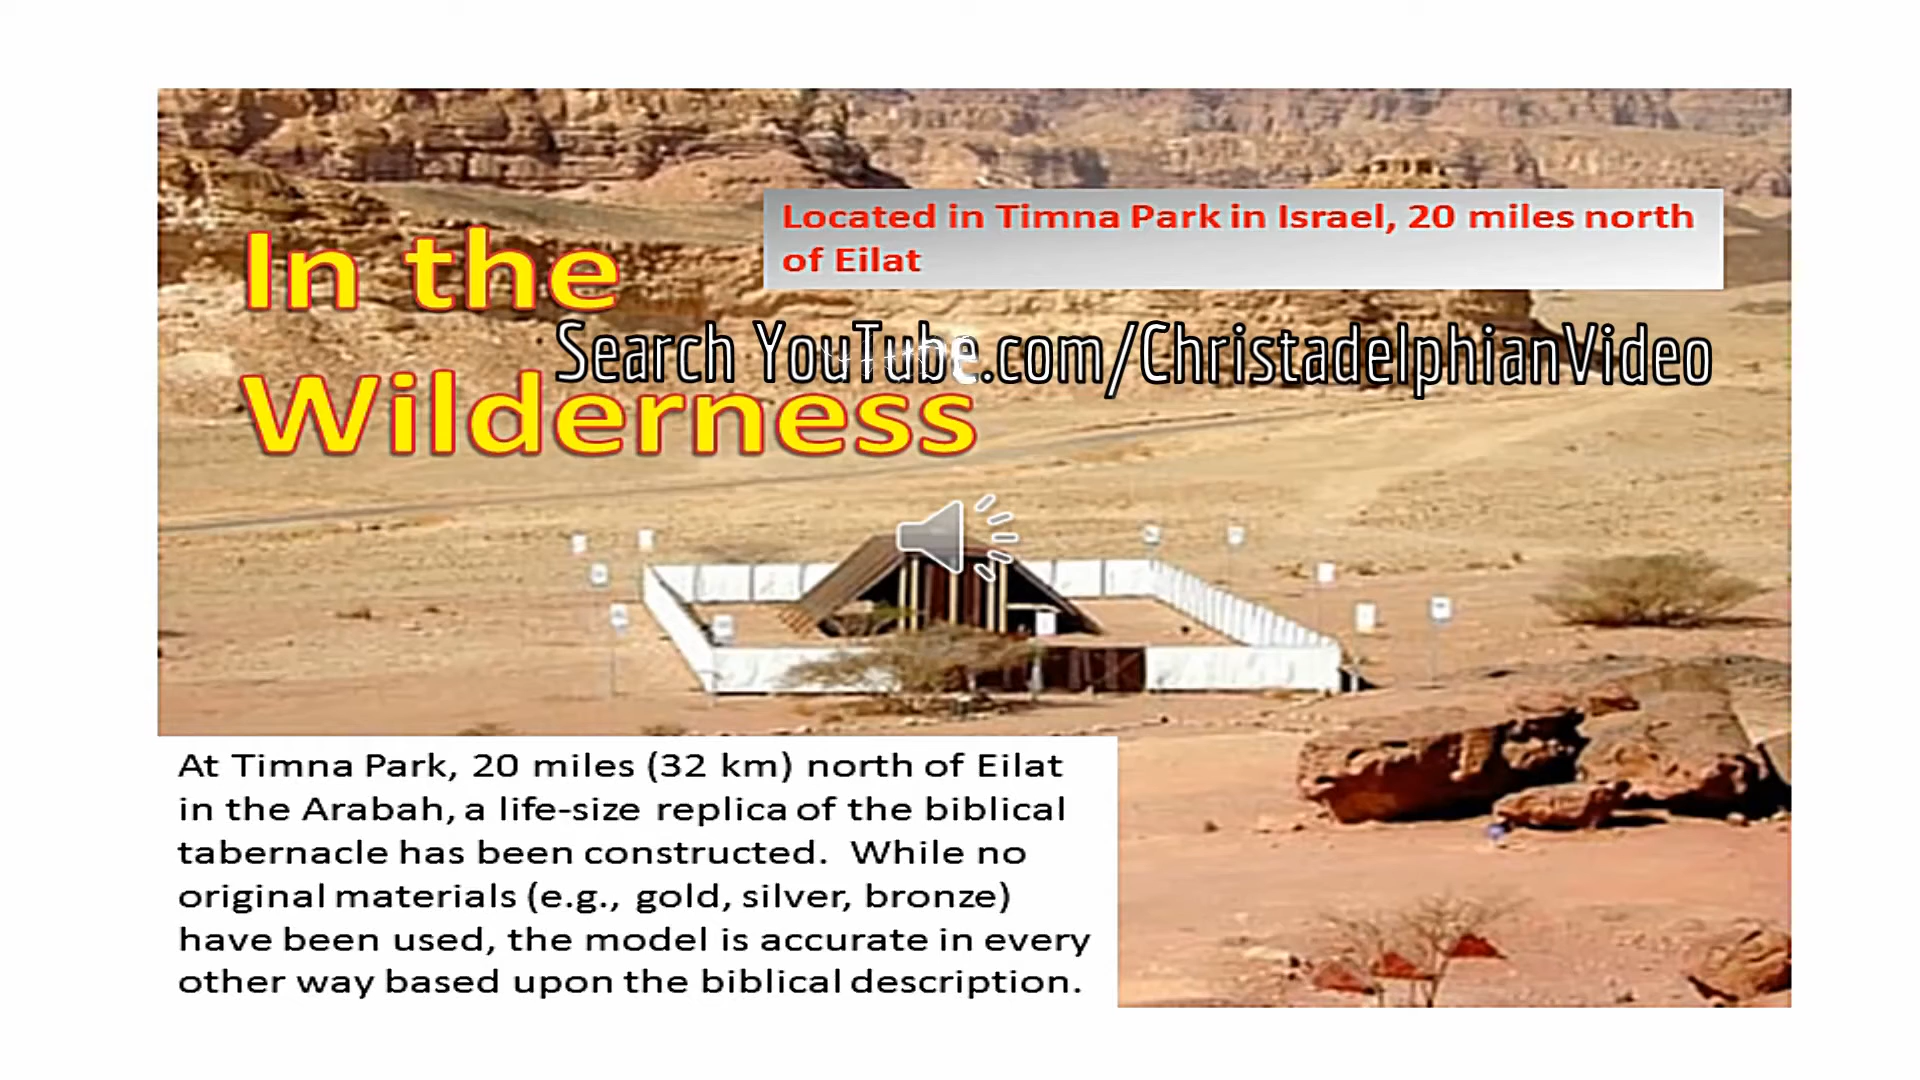 Located in Timna Park in Israel, 20 miles north
of Eilat
In the
Wilderness
Search YouTube.com/ChristadelphianVideo
At Timna Park, 20 miles (32 km) north of Eilat
in the Arabah, a life-size replica of the biblical
tabernacle has been constructed.  While no
original materials (e.g., gold, silver, bronze)
have been used, the model is accurate in every
other way based upon the biblical description.